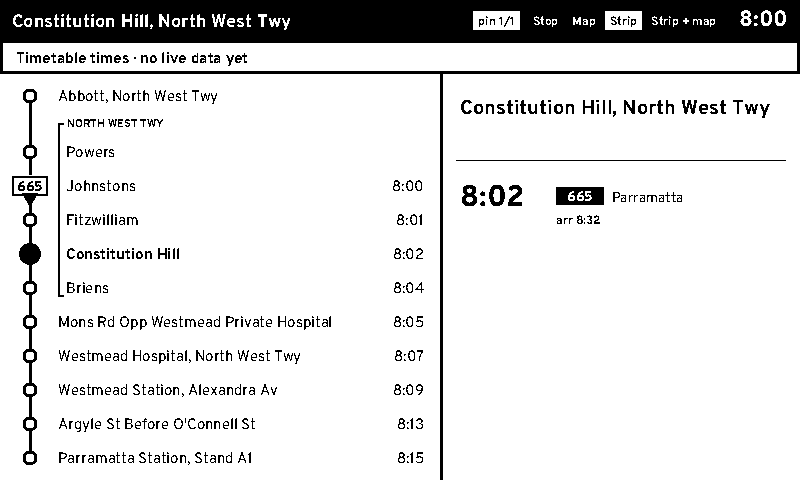 Constitution Hill, North West Twy
pin 1/1 Stop Map Strip Strip + map 8:00
Timetable times · no live data yet
Abbott, North West Twy
NORTH WEST TWY
Powers
665 Johnstons 8:00
Fitzwilliam 8:01
Constitution Hill 8:02
Briens 8:04
Mons Rd Opp Westmead Private Hospital 8:05
Westmead Hospital, North West Twy 8:07
Westmead Station, Alexandra Av 8:09
Argyle St Before O'Connell St 8:13
Parramatta Station, Stand A1 8:15
Constitution Hill, North West Twy
8:02 665 Parramatta
arr 8:32